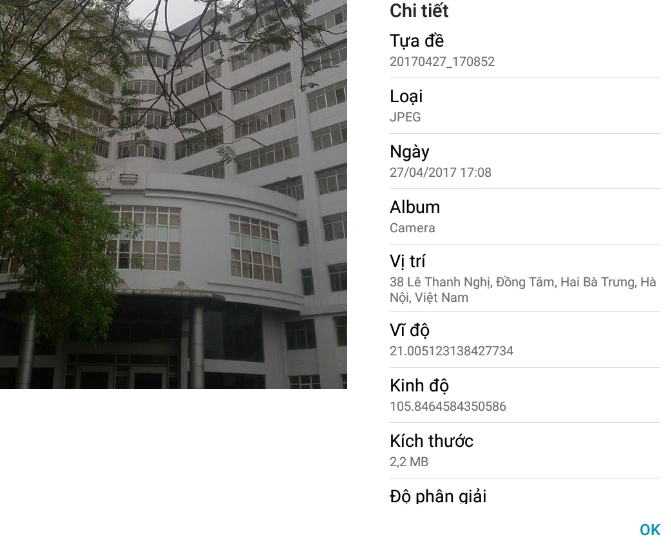 Chi tiết
Tựa đề
20170427_170852
Loại
JPEG
Ngày
27/04/2017 17:08
Album
Camera
Vị trí
38 Lê Thanh Nghị, Đồng Tâm, Hai Bà Trưng, Hà
Nội, Việt Nam
Vĩ độ
21.005123138427734
Kinh độ
105.8464584350586
Kích thước
2,2 MB
Độ phân giải
OK